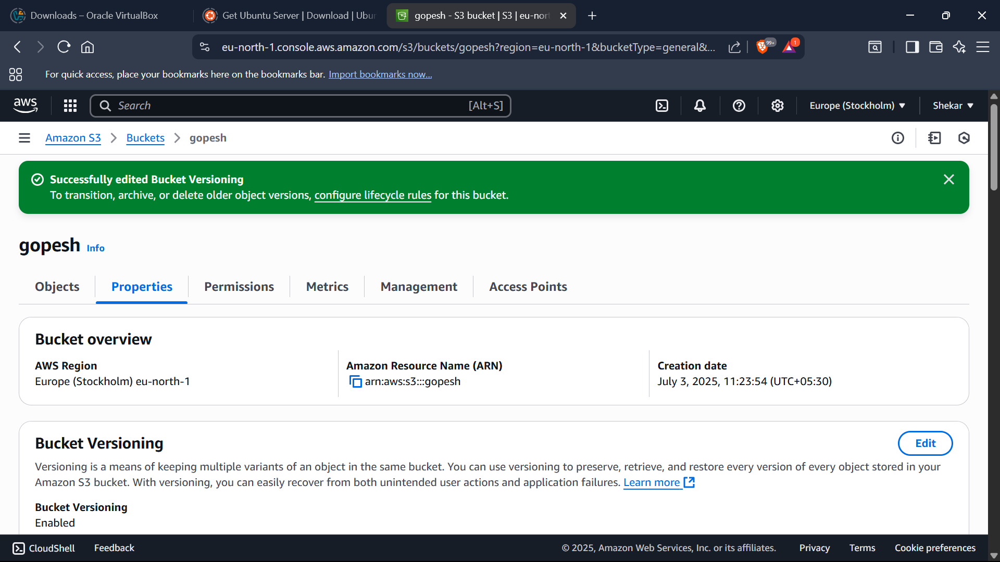 Downloads – Oracle VirtualBox
Get Ubuntu Server | Download | Ubun
gopesh - S3 bucket | S3 | eu-nort
eu-north-1.console.aws.amazon.com/s3/buckets/gopesh?region=eu-north-1&bucketType=general&...
99+
1
For quick access, place your bookmarks here on the bookmarks bar. Import bookmarks now...
aws
Search
[Alt+S]
Europe (Stockholm)
Shekar
Amazon S3
Buckets
gopesh
Successfully edited Bucket Versioning
To transition, archive, or delete older object versions, configure lifecycle rules for this bucket.
gopesh Info
Objects
Properties
Permissions
Metrics
Management
Access Points
Bucket overview
AWS Region
Europe (Stockholm) eu-north-1
Amazon Resource Name (ARN)
arn:aws:s3:::gopesh
Creation date
July 3, 2025, 11:23:54 (UTC+05:30)
Bucket Versioning
Edit
Versioning is a means of keeping multiple variants of an object in the same bucket. You can use versioning to preserve, retrieve, and restore every version of every object stored in your
Amazon S3 bucket. With versioning, you can easily recover from both unintended user actions and application failures. Learn more
Bucket Versioning
Enabled
CloudShell
Feedback
© 2025, Amazon Web Services, Inc. or its affiliates.
Privacy
Terms
Cookie preferences